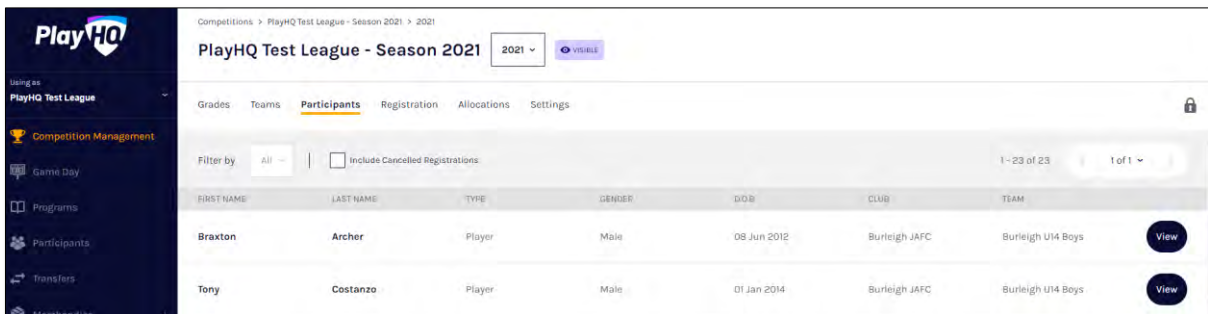 PlayHQ
Using as
PlayHQ Test League
Competition Management
Game Day
Programs
Participants
Transfers
Merchandise
Competitions > PlayHQ Test League - Season 2021 > 2021
PlayHQ Test League - Season 2021 2021 VISIBLE
Grades Teams Participants Registration Allocations Settings
Filter by All Include Cancelled Registrations 1 - 23 of 23 1 of 1
FIRST NAME LAST NAME TYPE GENDER D.O.B CLUB TEAM
Braxton Archer Player Male 08 Jun 2012 Burleigh JAFC Burleigh U14 Boys View
Tony Costanzo Player Male 01 Jan 2014 Burleigh JAFC Burleigh U14 Boys View